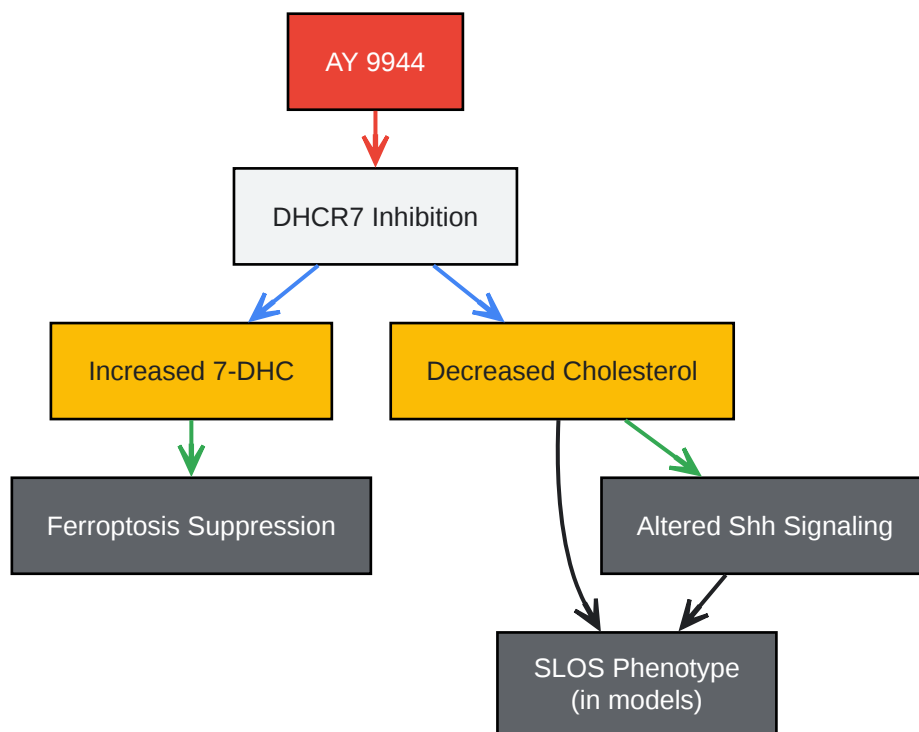 AY 9944
DHCR7 Inhibition
Increased 7-DHC
Decreased Cholesterol
Ferroptosis Suppression
Altered Shh Signaling
SLOS Phenotype
(in models)